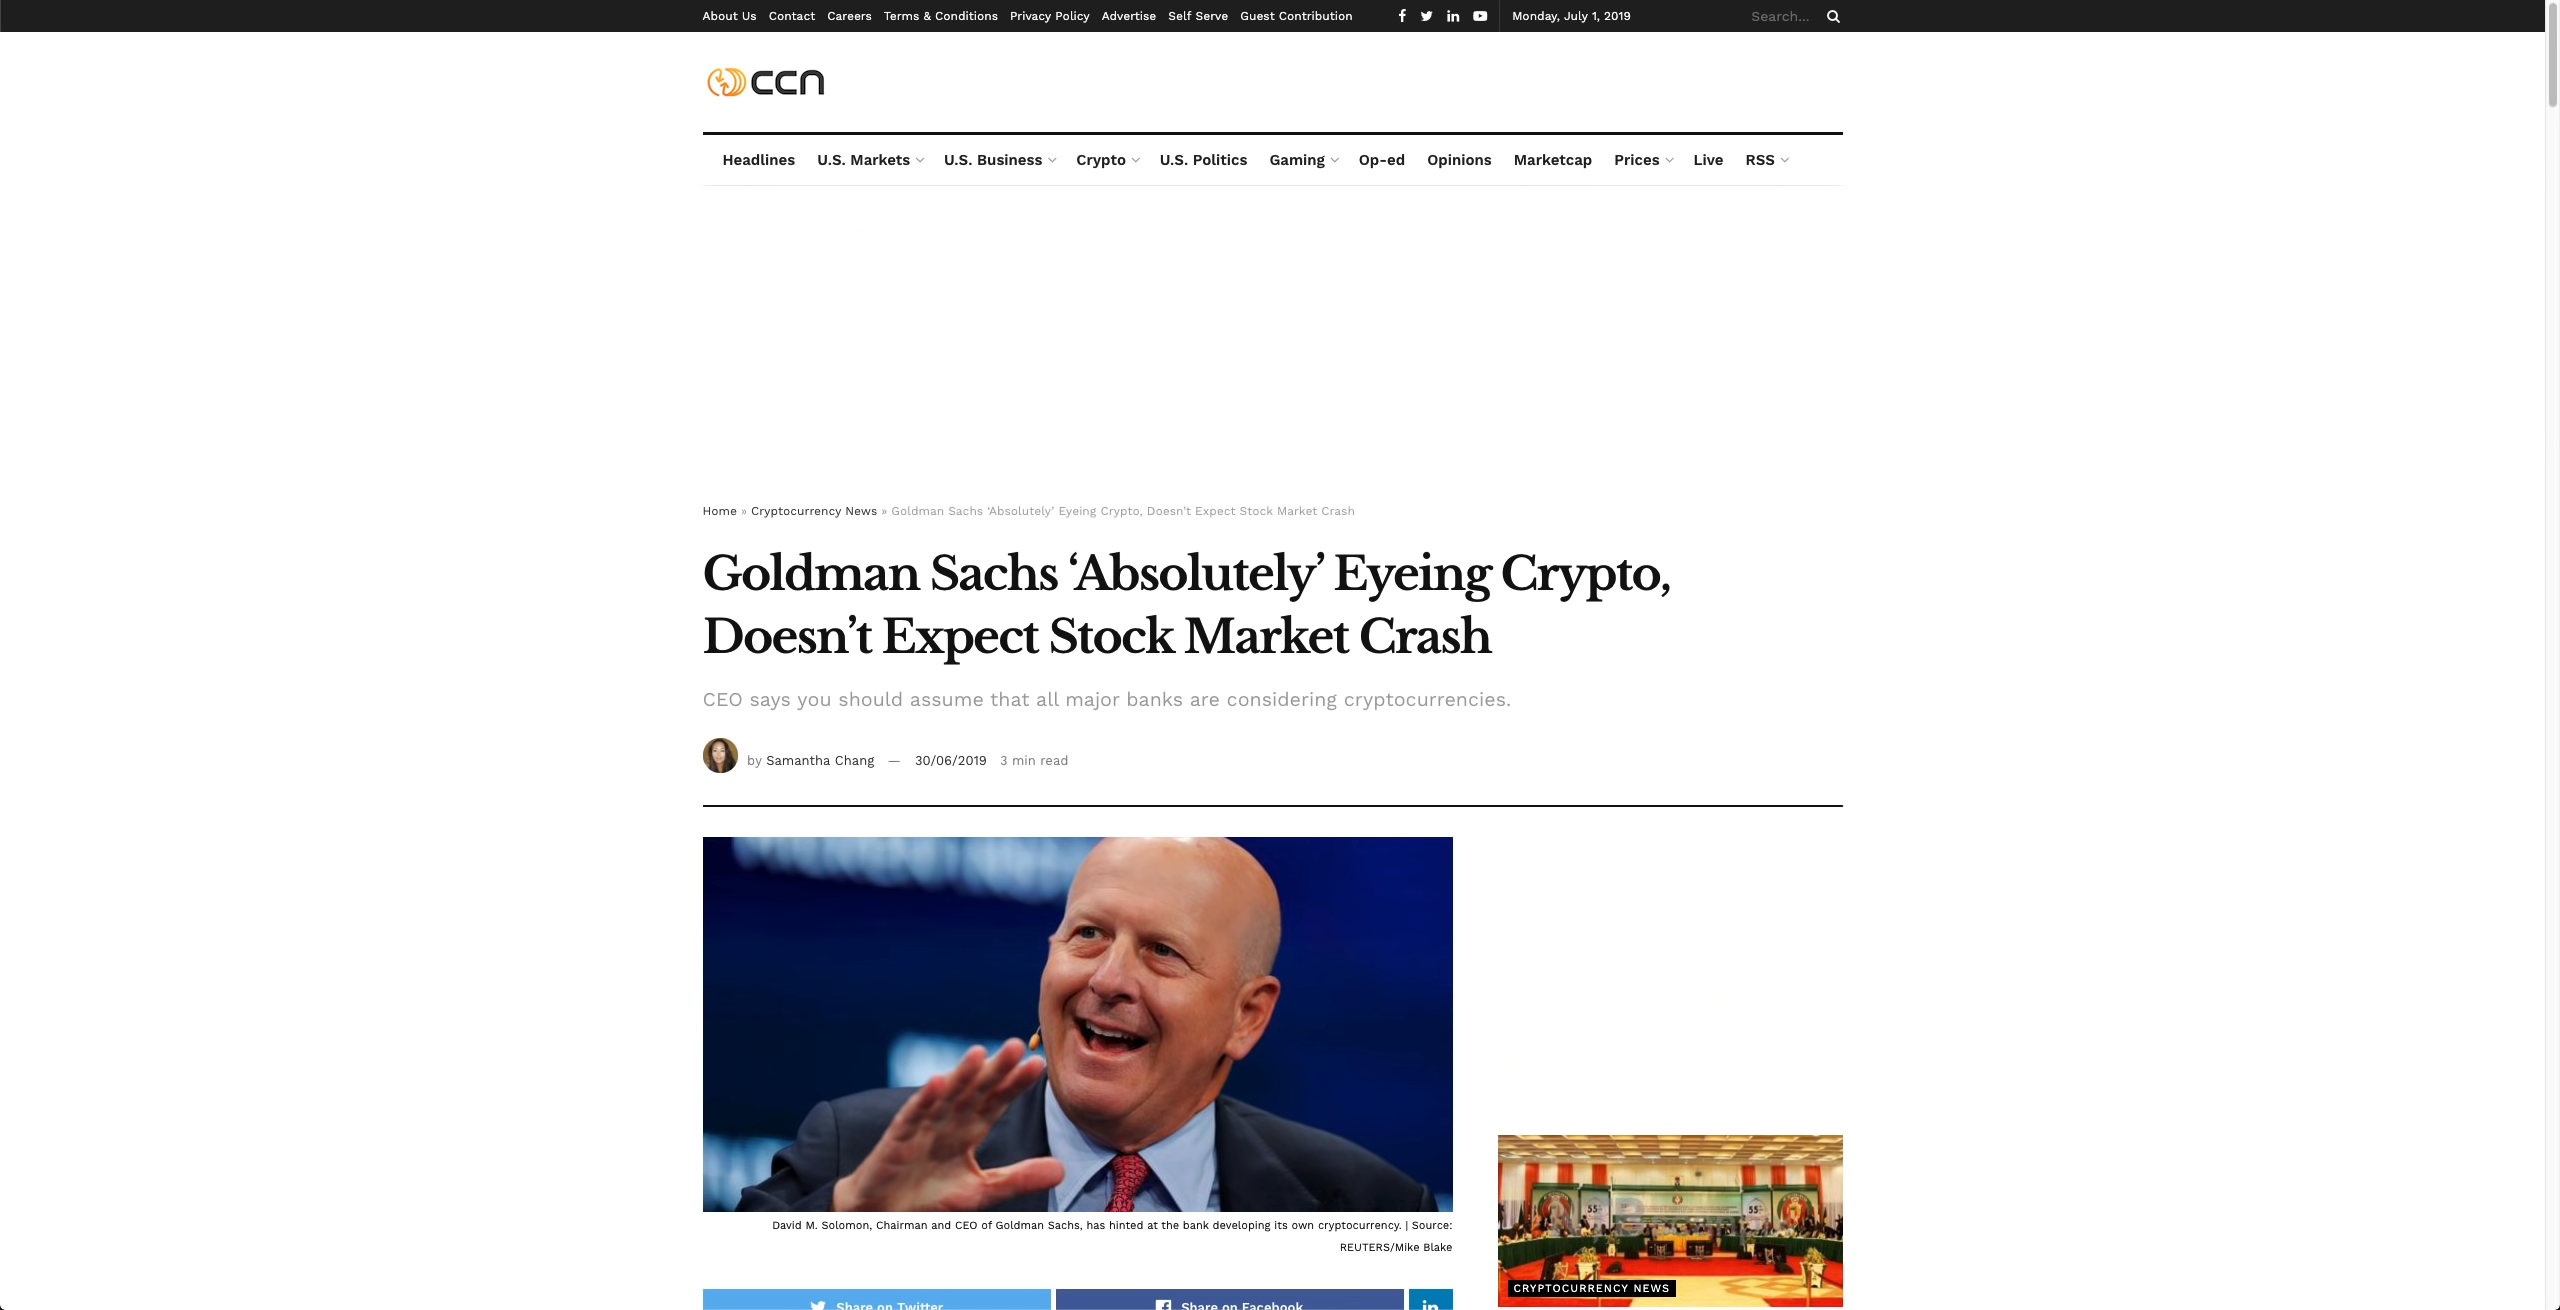 About Us Contact Careers Terms & Conditions Privacy Policy Advertise Self Serve Guest Contribution Monday, July 1, 2019 Search...
ccn
Headlines U.S. Markets U.S. Business Crypto U.S. Politics Gaming Op-ed Opinions Marketcap Prices Live RSS
Home » Cryptocurrency News » Goldman Sachs ‘Absolutely’ Eyeing Crypto, Doesn’t Expect Stock Market Crash
Goldman Sachs ‘Absolutely’ Eyeing Crypto,
Doesn’t Expect Stock Market Crash
CEO says you should assume that all major banks are considering cryptocurrencies.
by Samantha Chang — 30/06/2019 3 min read
David M. Solomon, Chairman and CEO of Goldman Sachs, has hinted at the bank developing its own cryptocurrency. | Source:
REUTERS/Mike Blake
55
55
CRYPTOCURRENCY NEWS
Share on Twitter Share on Facebook in